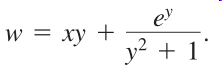 w = xy + e^y / (y^2 + 1).